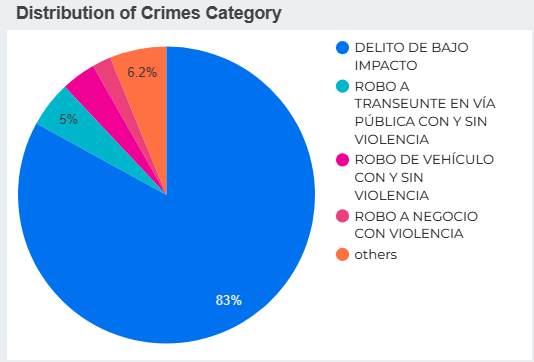 Distribution of Crimes Category
DELITO DE BAJO
IMPACTO
ROBO A
TRANSEUNTE EN VÍA
PÚBLICA CON Y SIN
VIOLENCIA
ROBO DE VEHÍCULO
CON Y SIN
VIOLENCIA
ROBO A NEGOCIO
CON VIOLENCIA
others
6.2%
5%
83%